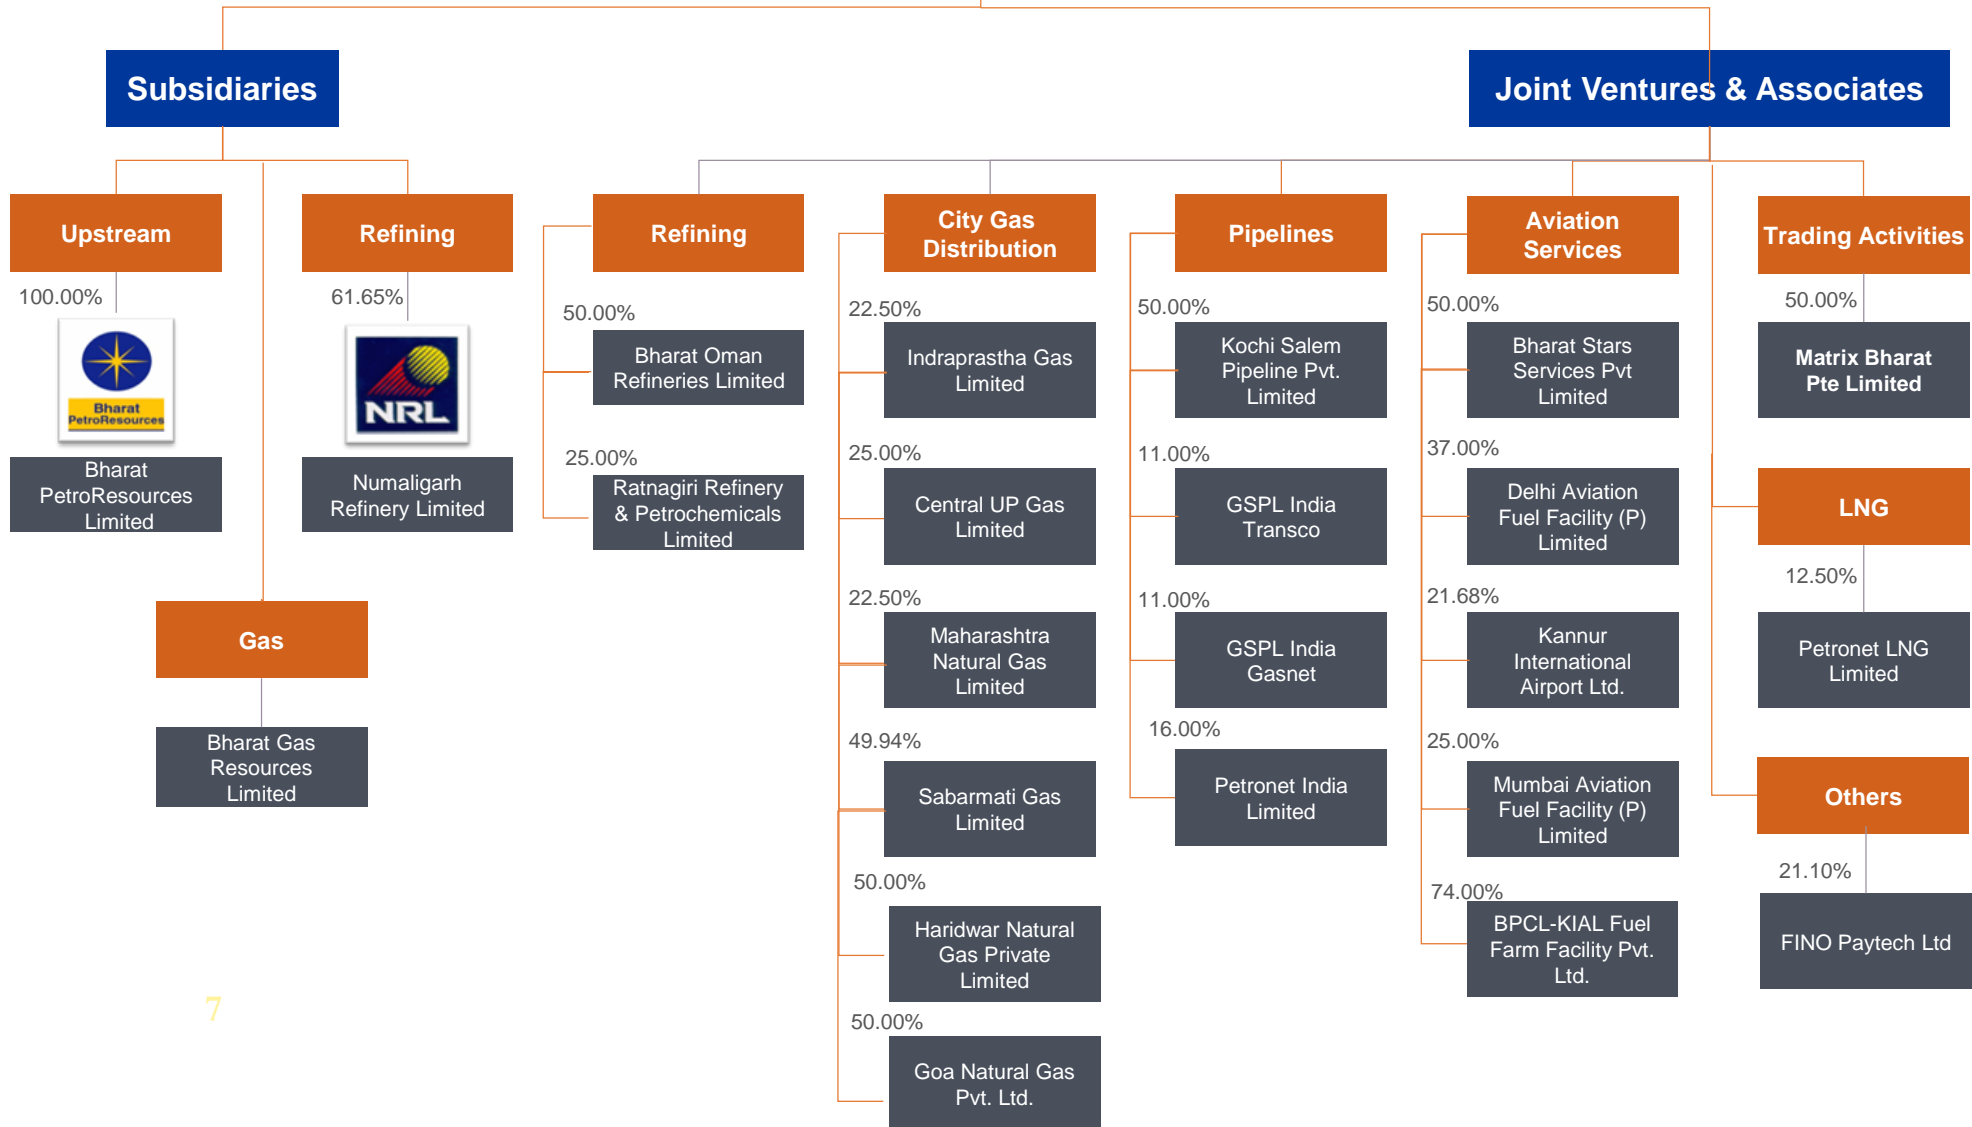 Subsidiaries
Joint Ventures & Associates
Upstream
100.00%
Bharat
PetroResources
Bharat
PetroResources
Limited
Refining
61.65%
NRL
Numaligarh
Refinery Limited
Gas
Bharat Gas
Resources
Limited
Refining
50.00%
Bharat Oman
Refineries Limited
25.00%
Ratnagiri Refinery
& Petrochemicals
Limited
City Gas
Distribution
22.50%
Indraprastha Gas
Limited
25.00%
Central UP Gas
Limited
22.50%
Maharashtra
Natural Gas
Limited
49.94%
Sabarmati Gas
Limited
50.00%
Haridwar Natural
Gas Private
Limited
50.00%
Goa Natural Gas
Pvt. Ltd.
Pipelines
50.00%
Kochi Salem
Pipeline Pvt.
Limited
11.00%
GSPL India
Transco
11.00%
GSPL India
Gasnet
16.00%
Petronet India
Limited
Aviation
Services
50.00%
Bharat Stars
Services Pvt
Limited
37.00%
Delhi Aviation
Fuel Facility (P)
Limited
21.68%
Kannur
International
Airport Ltd.
25.00%
Mumbai Aviation
Fuel Facility (P)
Limited
74.00%
BPCL-KIAL Fuel
Farm Facility Pvt.
Ltd.
Trading Activities
50.00%
Matrix Bharat
Pte Limited
LNG
12.50%
Petronet LNG
Limited
Others
21.10%
FINO Paytech Ltd
7